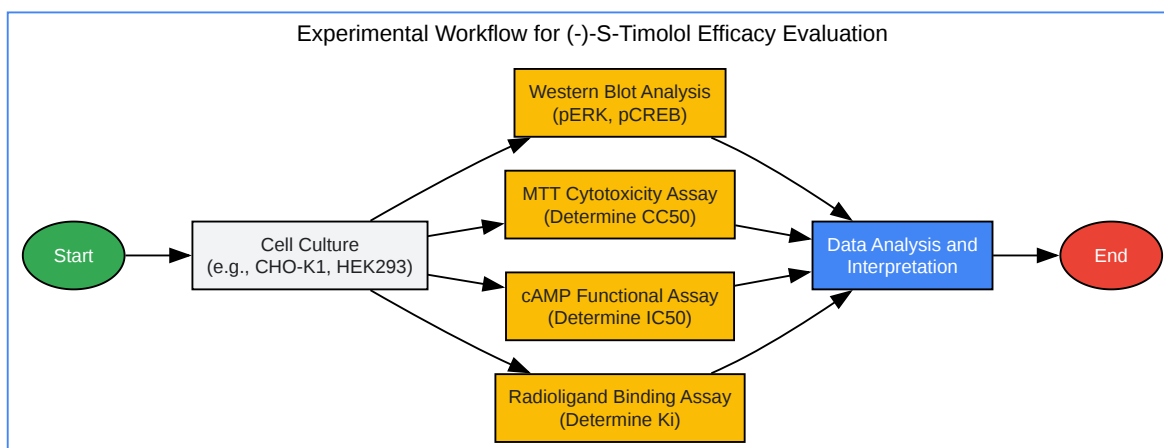 Experimental Workflow for (-)-S-Timolol Efficacy Evaluation
Start
Cell Culture
(e.g., CHO-K1, HEK293)
Western Blot Analysis
(pERK, pCREB)
MTT Cytotoxicity Assay
(Determine CC50)
cAMP Functional Assay
(Determine IC50)
Radioligand Binding Assay
(Determine Ki)
Data Analysis and
Interpretation
End